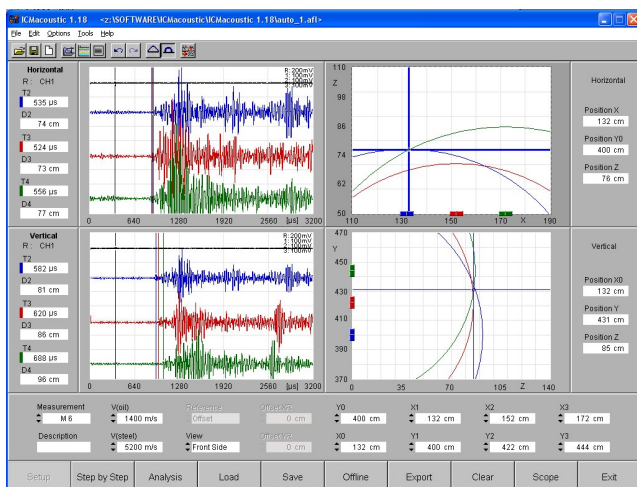 ICMacoustic 1.18 <z:\SOFTWARE\ICMacoustic\ICMacoustic 1.18\auto_1.afl>
File Edit Options Tools Help
Horizontal
R : CH1
T2
535 µs
D2
74 cm
T3
524 µs
D3
73 cm
T4
556 µs
D4
77 cm
R: 200mV
1: 100mV
2: 100mV
3: 100mV
0 640 1280 1920 2560 [µs] 3200
110
Z
98
86
74
62
50
110 130 150 170 X 190
Horizontal
Position X
132 cm
Position Y0
400 cm
Position Z
76 cm
Vertical
R : CH1
T2
582 µs
D2
81 cm
T3
620 µs
D3
86 cm
T4
688 µs
D4
96 cm
R: 200mV
1: 100mV
2: 100mV
3: 100mV
0 640 1280 1920 2560 [µs] 3200
470
Y
450
430
410
390
370
0 35 70 105 Z 140
Vertical
Position X0
132 cm
Position Y
431 cm
Position Z
85 cm
Measurement V(oil) Reference Offset X/R Y0 X1 X2 X3
M 6 1400 m/s Offset 0 cm 400 cm 132 cm 152 cm 172 cm
Description V(steel) View X0 Y1 Y2 Y3
5200 m/s Front Side 0 cm 132 cm 400 cm 422 cm 444 cm
Setup Step by Step Analysis Load Save Offline Export Clear Scope Exit